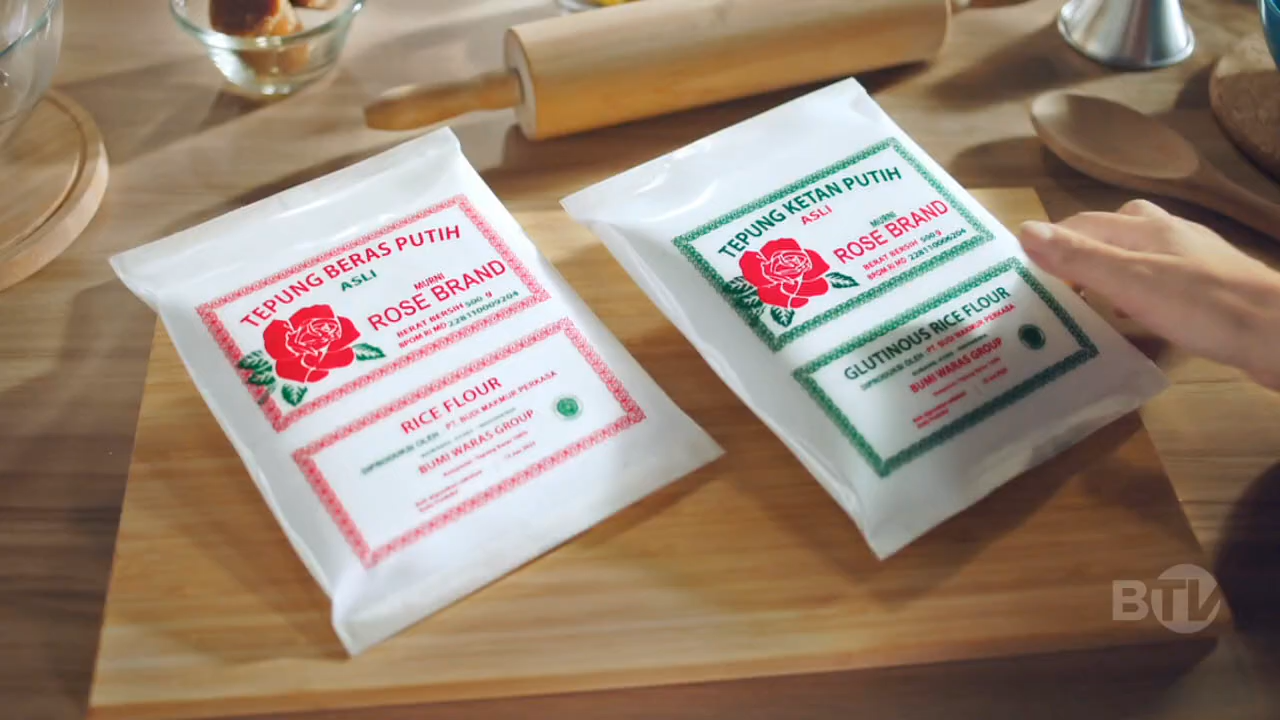 TEPUNG BERAS PUTIH
ASLI
MURNI
ROSE BRAND
BERAT BERSIH 500 g
BPOM RI MD 228110009204
RICE FLOUR
DIPRODUKSI OLEH : PT. BUDI MAKMUR PERKASA
BUMI WARAS GROUP
TEPUNG KETAN PUTIH
ASLI
MURNI
ROSE BRAND
BERAT BERSIH 500 g
BPOM RI MD 228110006204
GLUTINOUS RICE FLOUR
DIPRODUKSI OLEH : PT. BUDI MAKMUR PERKASA
BUMI WARAS GROUP
BTV